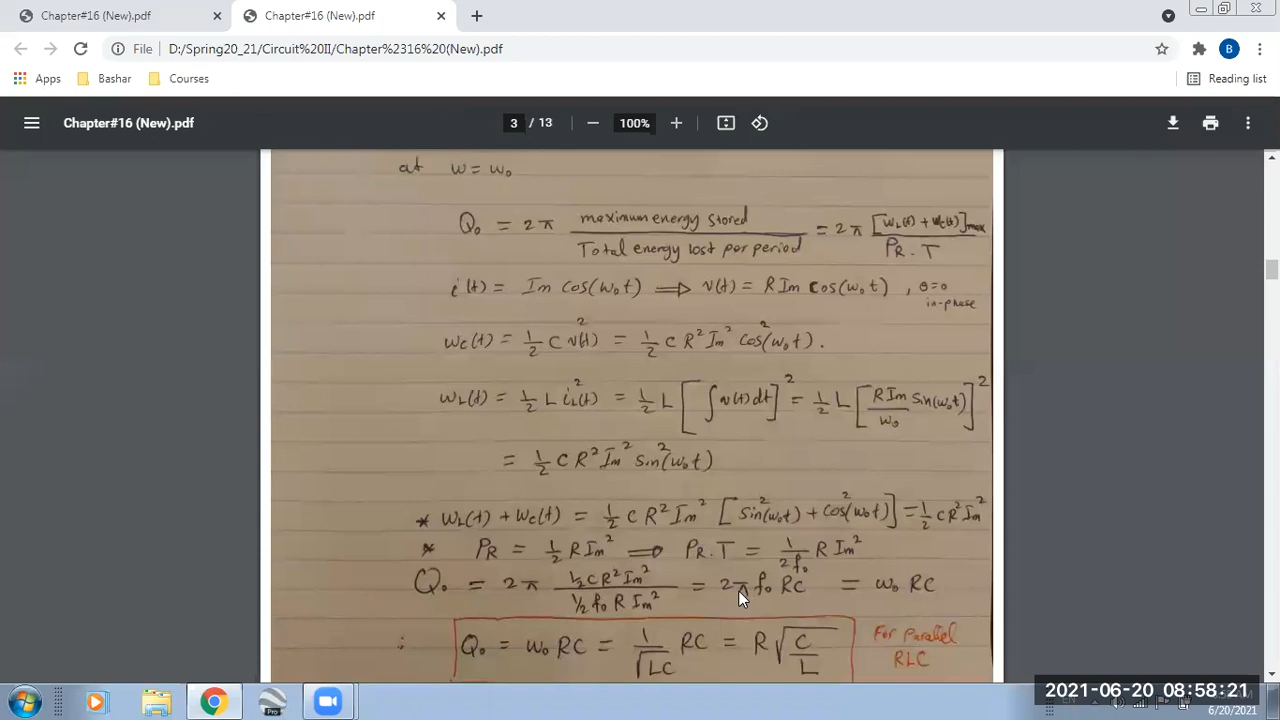 Chapter#16 (New).pdf
Chapter#16 (New).pdf
File D:/Spring20_21/Circuit%20II/Chapter%2316%20(New).pdf
B
Apps Bashar Courses Reading list
Chapter#16 (New).pdf 3 / 13 100%
at w = w₀
Q₀ = 2π maximum energy stored / Total energy lost per period = 2π [w_L(t) + w_C(t)]max / P_R . T
i(t) = Im cos(w₀t) ⟹ v(t) = R Im cos(w₀t) , θ=0
in-phase
w_C(t) = 1/2 C v(t)² = 1/2 C R² Im² cos²(w₀t).
w_L(t) = 1/2 L i_L²(t) = 1/2 L [∫ v(t) dt]² = 1/2 L [R Im / w₀ sin(w₀t)]²
= 1/2 C R² Im² sin²(w₀t)
* w_L(t) + w_C(t) = 1/2 C R² Im² [sin²(w₀t) + cos²(w₀t)] = 1/2 C R² Im²
* P_R = 1/2 R Im² ⟹ P_R . T = 1/2f₀ R Im²
Q₀ = 2π 1/2 C R² Im² / 1/2 f₀ R Im² = 2π f₀ RC = w₀ RC
∴ Q₀ = w₀ RC = 1/√LC RC = R √C/L For parallel
RLC
Pro
2021-06-20 08:58:21
6/20/2021